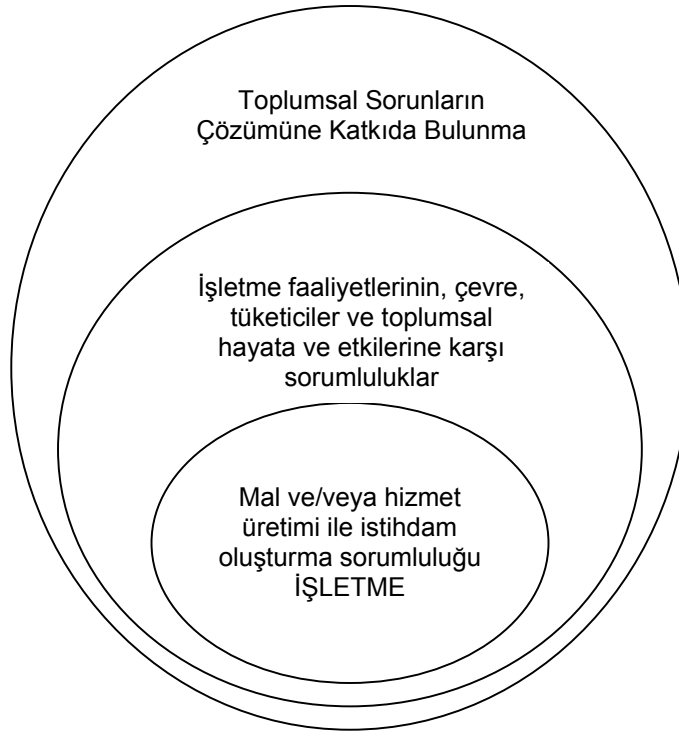 Toplumsal Sorunların
Çözümüne Katkıda Bulunma
İşletme faaliyetlerinin, çevre,
tüketiciler ve toplumsal
hayata ve etkilerine karşı
sorumluluklar
Mal ve/veya hizmet
üretimi ile istihdam
oluşturma sorumluluğu
İŞLETME